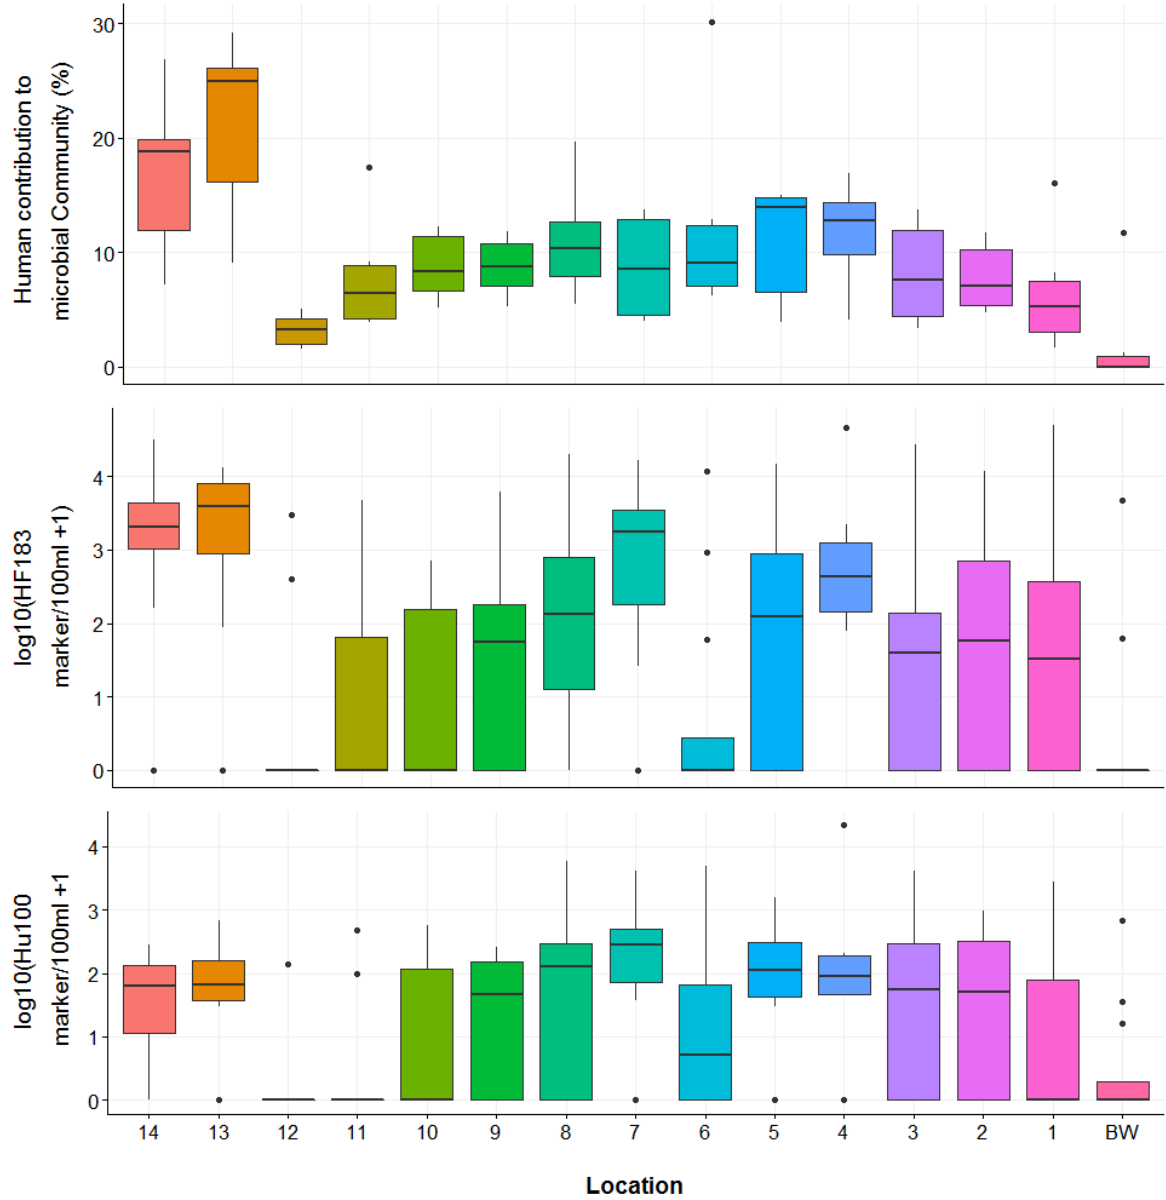 Human contribution to
microbial Community (%)
30
20
10
0
log10(HF183
marker/100ml +1)
4
3
2
1
0
log10(Hu100
marker/100ml +1
4
3
2
1
0
14 13 12 11 10 9 8 7 6 5 4 3 2 1 BW
Location